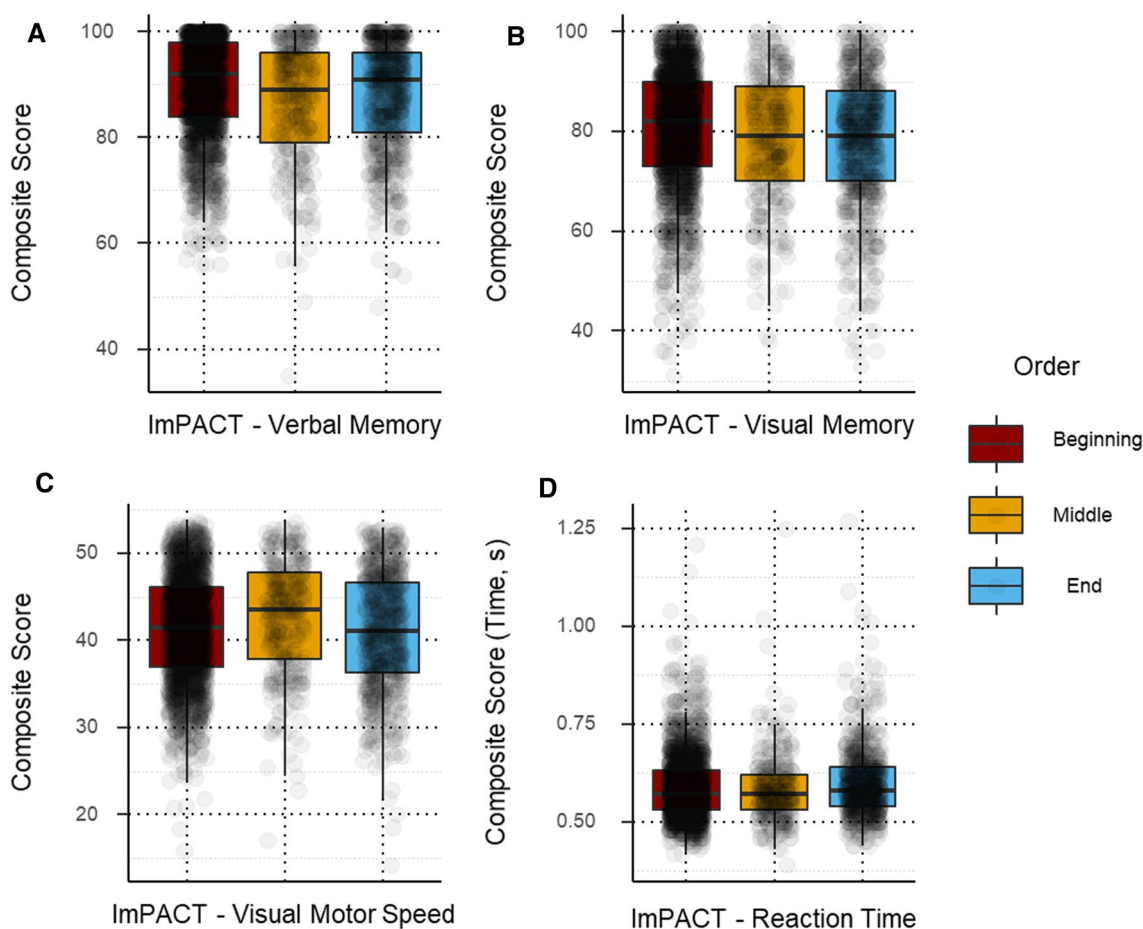 A
Composite Score
100
80
60
40
ImPACT - Verbal Memory
B
Composite Score
100
80
60
40
ImPACT - Visual Memory
Order
Beginning
Middle
End
C
Composite Score
50
40
30
20
ImPACT - Visual Motor Speed
D
Composite Score (Time, s)
1.25
1.00
0.75
0.50
ImPACT - Reaction Time